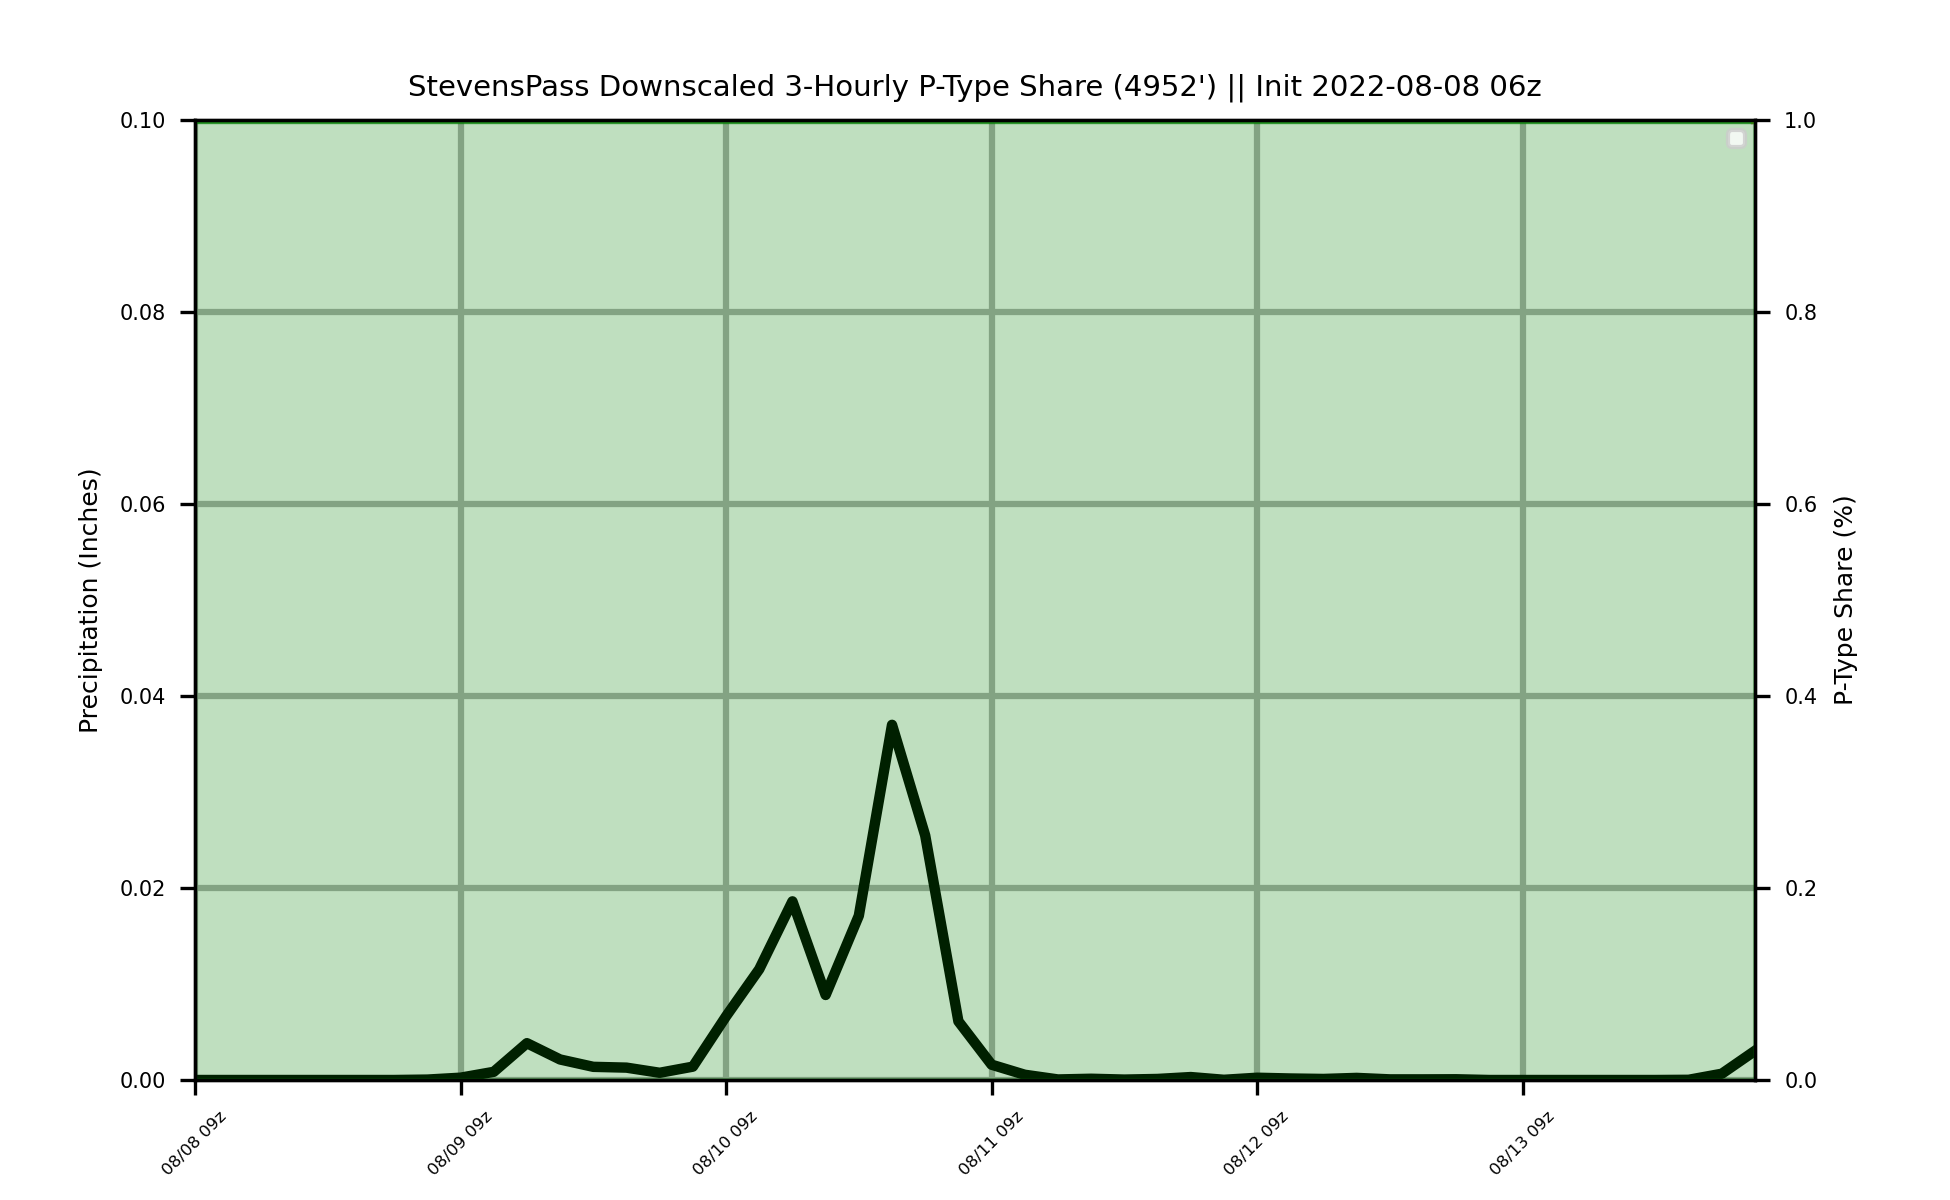 StevensPass Downscaled 3-Hourly P-Type Share (4952') || Init 2022-08-08 06z
Precipitation (Inches)
0.10
0.08
0.06
0.04
0.02
0.00
1.0
0.8
0.6
0.4
0.2
0.0
P-Type Share (%)
08/08 09z
08/09 09z
08/10 09z
08/11 09z
08/12 09z
08/13 09z